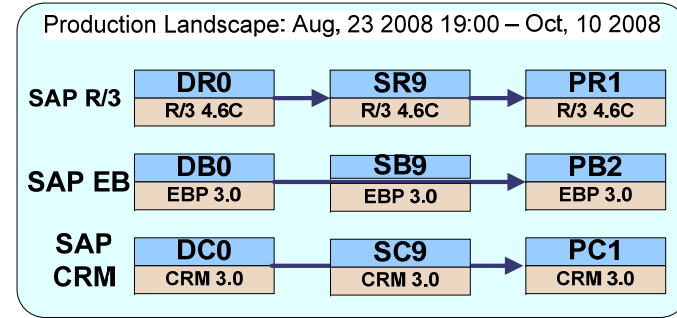 Production Landscape: Aug, 23 2008 19:00 – Oct, 10 2008
SAP R/3
DR0
R/3 4.6C
SR9
R/3 4.6C
PR1
R/3 4.6C
SAP EB
DB0
EBP 3.0
SB9
EBP 3.0
PB2
EBP 3.0
SAP
CRM
DC0
CRM 3.0
SC9
CRM 3.0
PC1
CRM 3.0